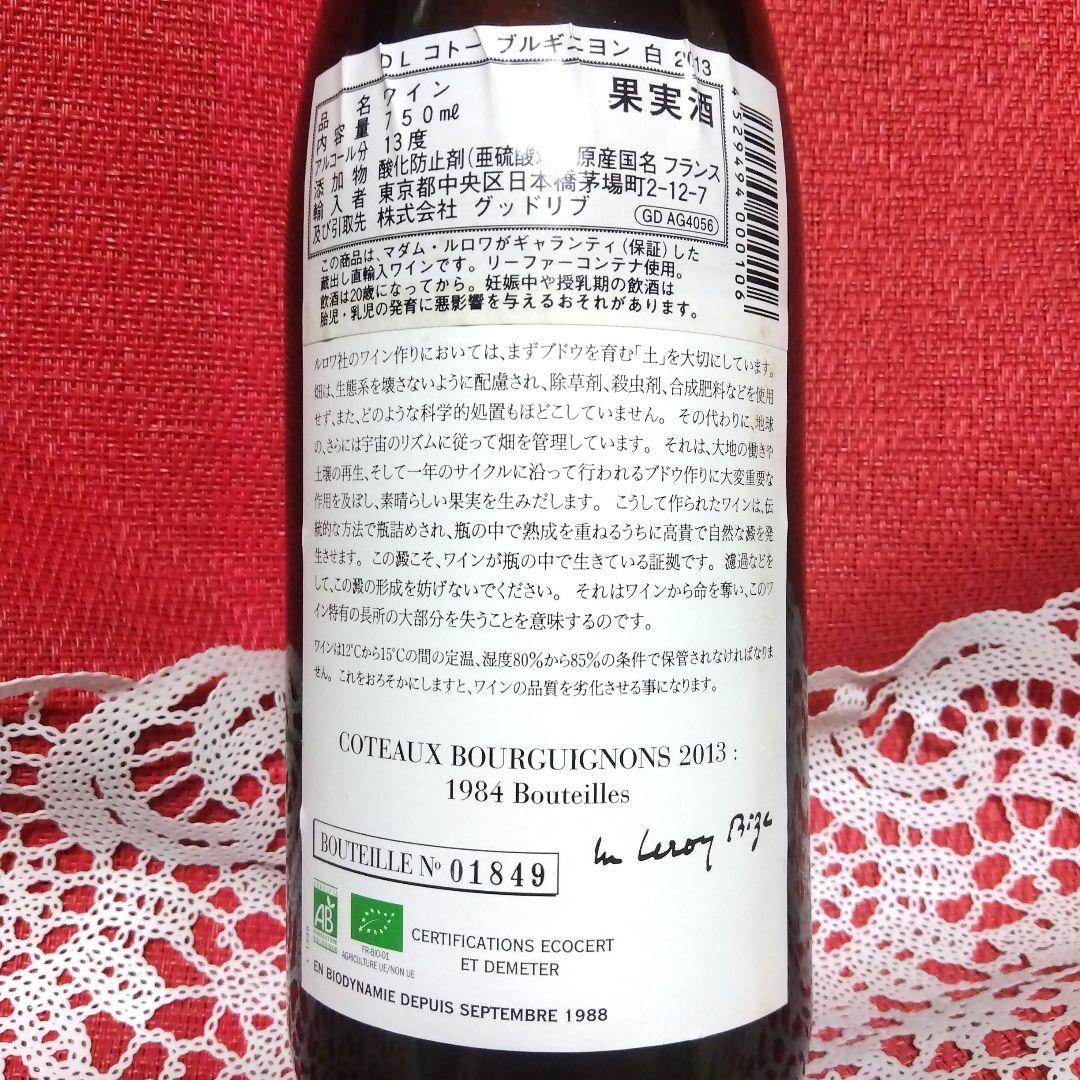 DL コトー ブルギニヨン 白 2013
果実酒
品名 ワイン
内容量 750㎖
アルコール分 13度
添加物 酸化防止剤(亜硫酸 原産国名 フランス
輸入者 東京都中央区日本橋茅場町2-12-7
及び引取先 株式会社 グッドリブ
GD AG4056
4 529494 000106
この商品は、マダム・ルロワがギャランティ(保証)した
蔵出し直輸入ワインです。リーファーコンテナ使用。
飲酒は20歳になってから。妊娠中や授乳期の飲酒は
胎児・乳児の発育に悪影響を与えるおそれがあります。
ルロワ社のワイン作りにおいては、まずブドウを育む「土」を大切にしています。
畑は、生態系を壊さないように配慮され、除草剤、殺虫剤、合成肥料などを使用
せず、また、どのような科学的処置もほどこしていません。 その代わりに、地球
の、さらには宇宙のリズムに従って畑を管理しています。 それは、大地の働きや
土壌の再生、そして一年のサイクルに沿って行われるブドウ作りに大変重要な
作用を及ぼし、素晴らしい果実を生みだします。 こうして作られたワインは、伝
統的な方法で瓶詰めされ、瓶の中で熟成を重ねるうちに高貴で自然な澱を発
生させます。 この澱こそ、ワインが瓶の中で生きている証拠です。 濾過などを
して、この澱の形成を妨げないでください。 それはワインから命を奪い、このワ
イン特有の長所の大部分を失うことを意味するのです。
ワインは12℃から15℃の間の定温、湿度80%から85%の条件で保管されなければなりま
せん。 これをおろそかにしますと、ワインの品質を劣化させる事になります。
COTEAUX BOURGUIGNONS 2013 :
1984 Bouteilles
BOUTEILLE Nº 01849
Leroy Bize
AB
FR-BIO-01
AGRICULTURE UE/NON UE
CERTIFICATIONS ECOCERT
ET DEMETER
EN BIODYNAMIE DEPUIS SEPTEMBRE 1988